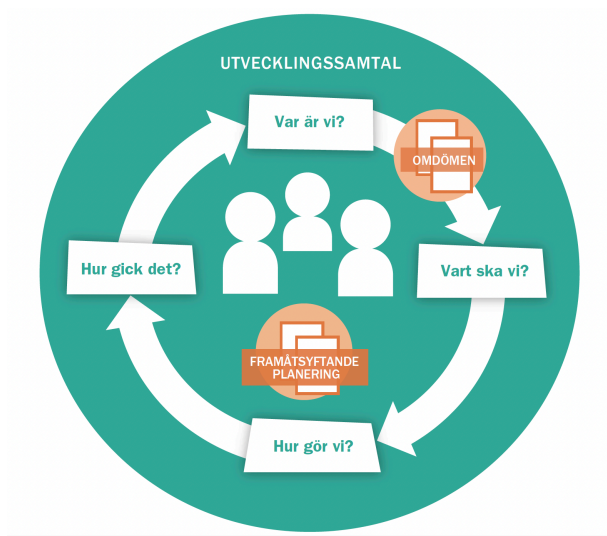 UTVECKLINGSSAMTAL
Var är vi?
OMDÖMEN
Hur gick det?
Vart ska vi?
FRAMÅTSYFTANDE
PLANERING
Hur gör vi?